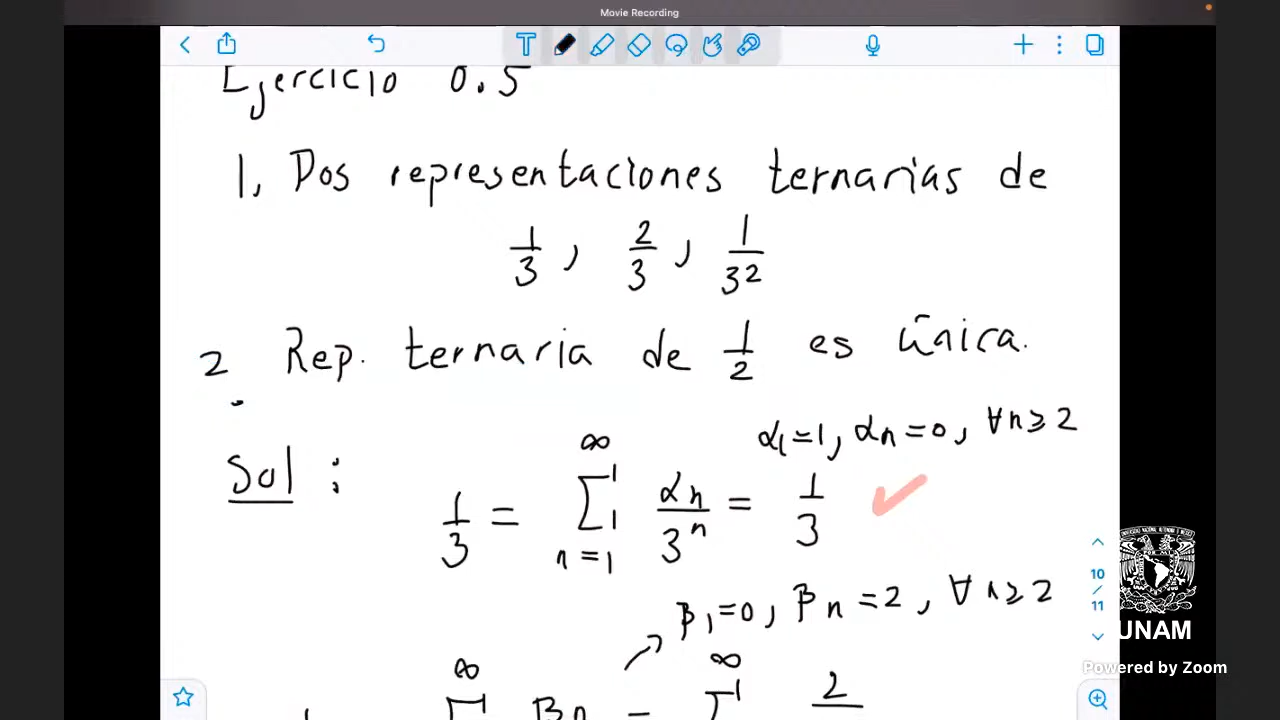 Movie Recording
Ejercicio 0.5
1, Dos representaciones ternarias de
1/3, 2/3, 1/3²
2 Rep. ternaria de 1/2 es única.
α₁=1, αₙ=0, ∀n≥2
Sol:
1/3 = ∑_{n=1}^{∞} αₙ/3ⁿ = 1/3 ✓
β₁=0, βₙ=2, ∀n≥2
∞ ∞
∑ βₙ = ∑ 2
10
/
11
UNAM
Powered by Zoom